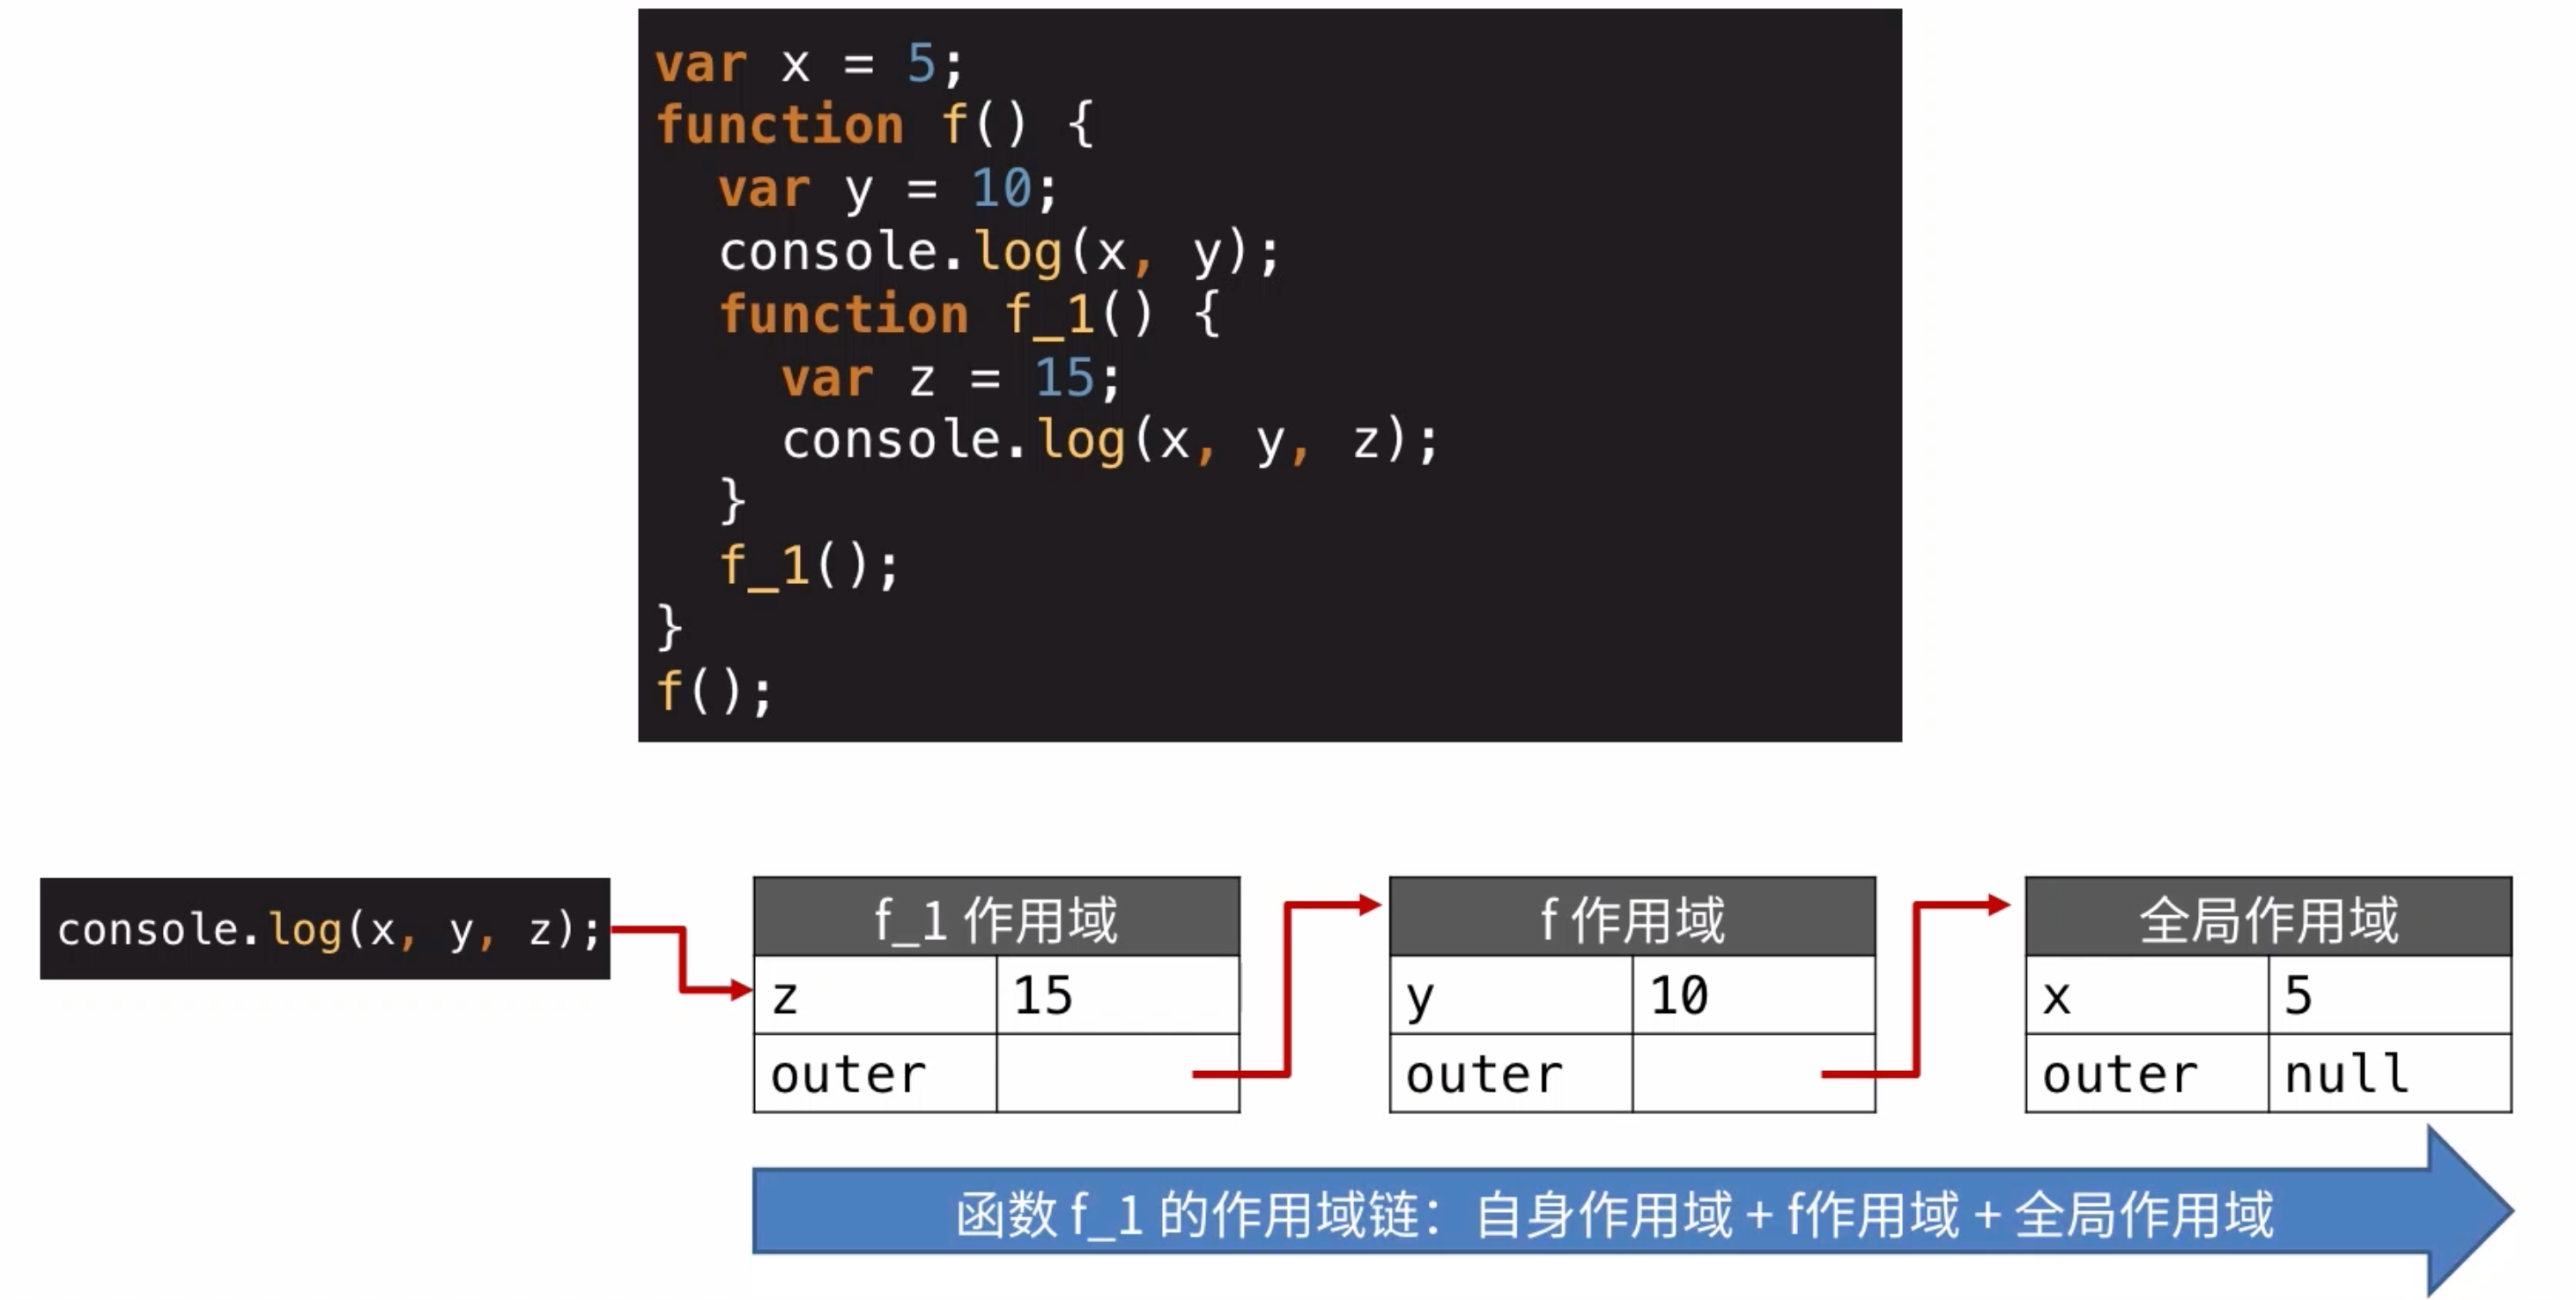 var x = 5;
function f() {
  var y = 10;
  console.log(x, y);
  function f_1() {
    var z = 15;
    console.log(x, y, z);
  }
  f_1();
}
f();
console.log(x, y, z);
f_1 作用域
z 15
outer
f 作用域
y 10
outer
全局作用域
x 5
outer null
函数 f_1 的作用域链：自身作用域 + f作用域 + 全局作用域